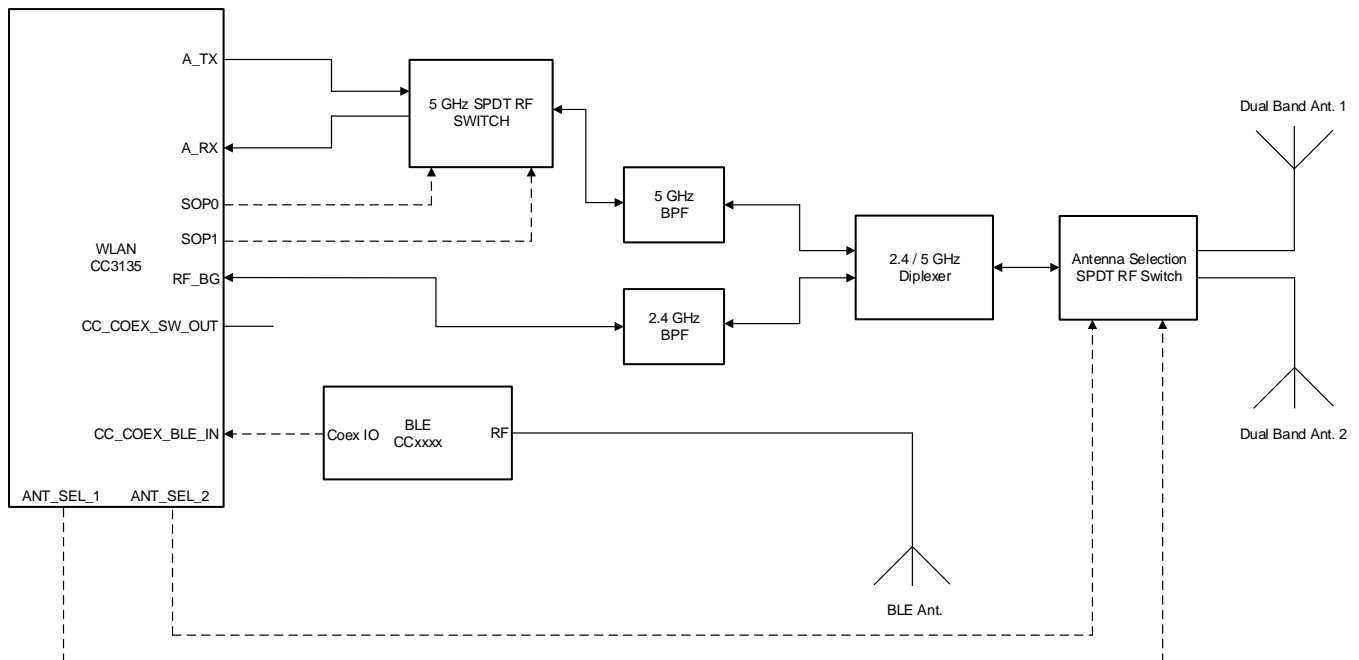 A_TX
A_RX
SOP0
SOP1
WLAN
CC3135
RF_BG
CC_COEX_SW_OUT
CC_COEX_BLE_IN
ANT_SEL_1
ANT_SEL_2
5 GHz SPDT RF
SWITCH
5 GHz
BPF
2.4 GHz
BPF
2.4 / 5 GHz
Diplexer
Antenna Selection
SPDT RF Switch
Dual Band Ant. 1
Dual Band Ant. 2
Coex IO
BLE
CCxxxx
RF
BLE Ant.